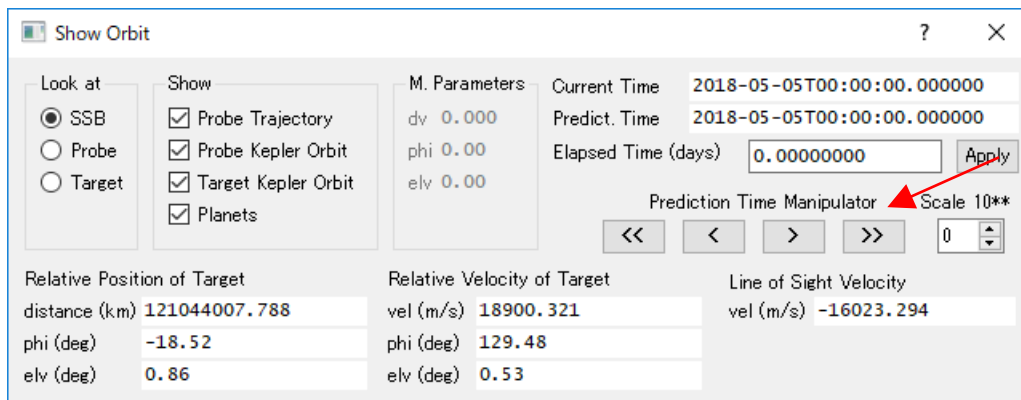 Show Orbit
Look at
SSB
Probe
Target
Show
Probe Trajectory
Probe Kepler Orbit
Target Kepler Orbit
Planets
M. Parameters
dv 0.000
phi 0.00
elv 0.00
Current Time 2018-05-05T00:00:00.000000
Predict. Time 2018-05-05T00:00:00.000000
Elapsed Time (days) 0.00000000 Apply
Prediction Time Manipulator Scale 10**
<< < > >> 0
Relative Position of Target
distance (km) 121044007.788
phi (deg) -18.52
elv (deg) 0.86
Relative Velocity of Target
vel (m/s) 18900.321
phi (deg) 129.48
elv (deg) 0.53
Line of Sight Velocity
vel (m/s) -16023.294